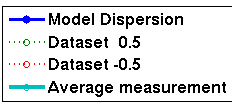 Model Dispersion
Dataset 0.5
Dataset -0.5
Average measurement